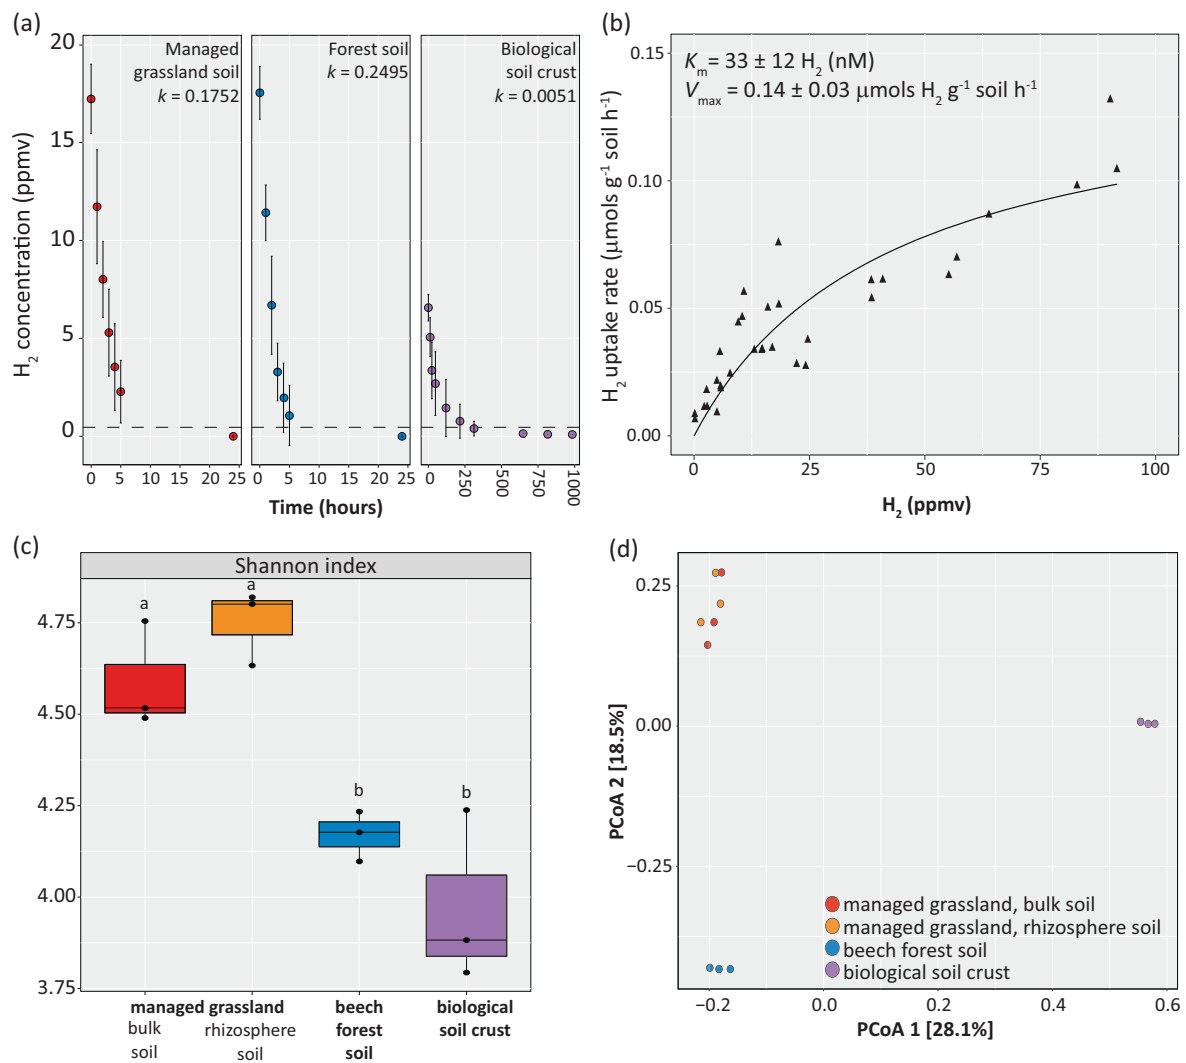 (a)
H₂ concentration (ppmv)
20
15
10
5
0
Managed
grassland soil
k = 0.1752
Forest soil
k = 0.2495
Biological
soil crust
k = 0.0051
0 5 10 15 20 25
0 5 10 15 20 25
0 250 500 750 1000
Time (hours)
(b)
H₂ uptake rate (μmols g⁻¹ soil h⁻¹)
0.15
0.10
0.05
0.00
Kₘ = 33 ± 12 H₂ (nM)
Vₘₐₓ = 0.14 ± 0.03 μmols H₂ g⁻¹ soil h⁻¹
0 25 50 75 100
H₂ (ppmv)
(c)
Shannon index
4.75
4.50
4.25
4.00
3.75
a
a
b
b
managed grassland
bulk
soil
rhizosphere
soil
beech
forest
soil
biological
soil crust
(d)
PCoA 2 [18.5%]
0.25
0.00
−0.25
managed grassland, bulk soil
managed grassland, rhizosphere soil
beech forest soil
biological soil crust
−0.2 0.0 0.2 0.4 0.6
PCoA 1 [28.1%]